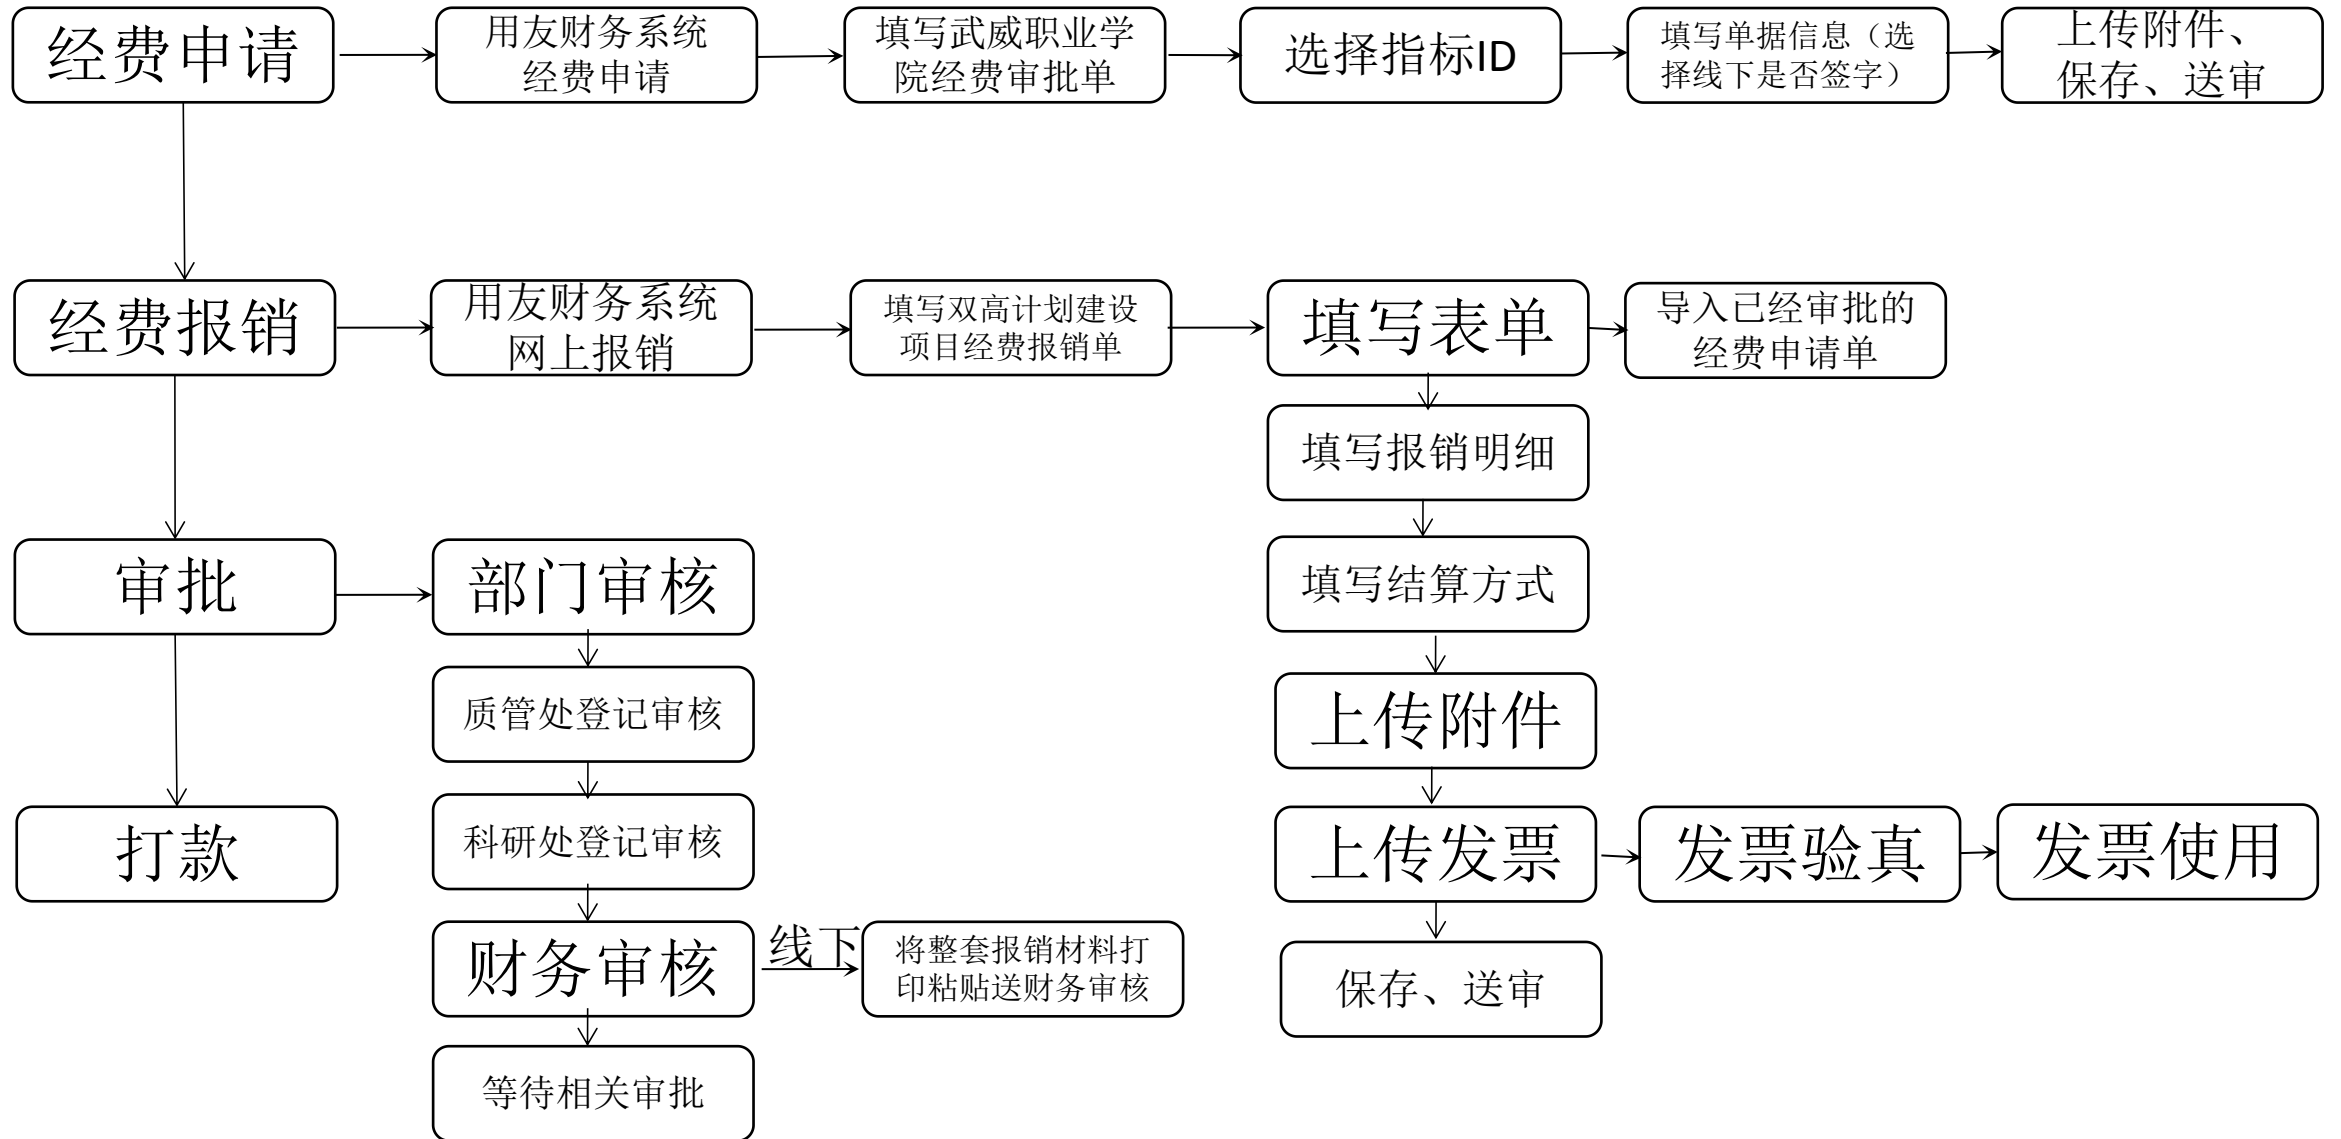 经费申请
用友财务系统
经费申请
填写武威职业学
院经费审批单
选择指标ID
填写单据信息（选
择线下是否签字）
上传附件、
保存、送审
经费报销
用友财务系统
网上报销
填写双高计划建设
项目经费报销单
填写表单
导入已经审批的
经费申请单
填写报销明细
填写结算方式
上传附件
上传发票
发票验真
发票使用
保存、送审
审批
部门审核
质管处登记审核
科研处登记审核
财务审核
线下
将整套报销材料打
印粘贴送财务审核
等待相关审批
打款